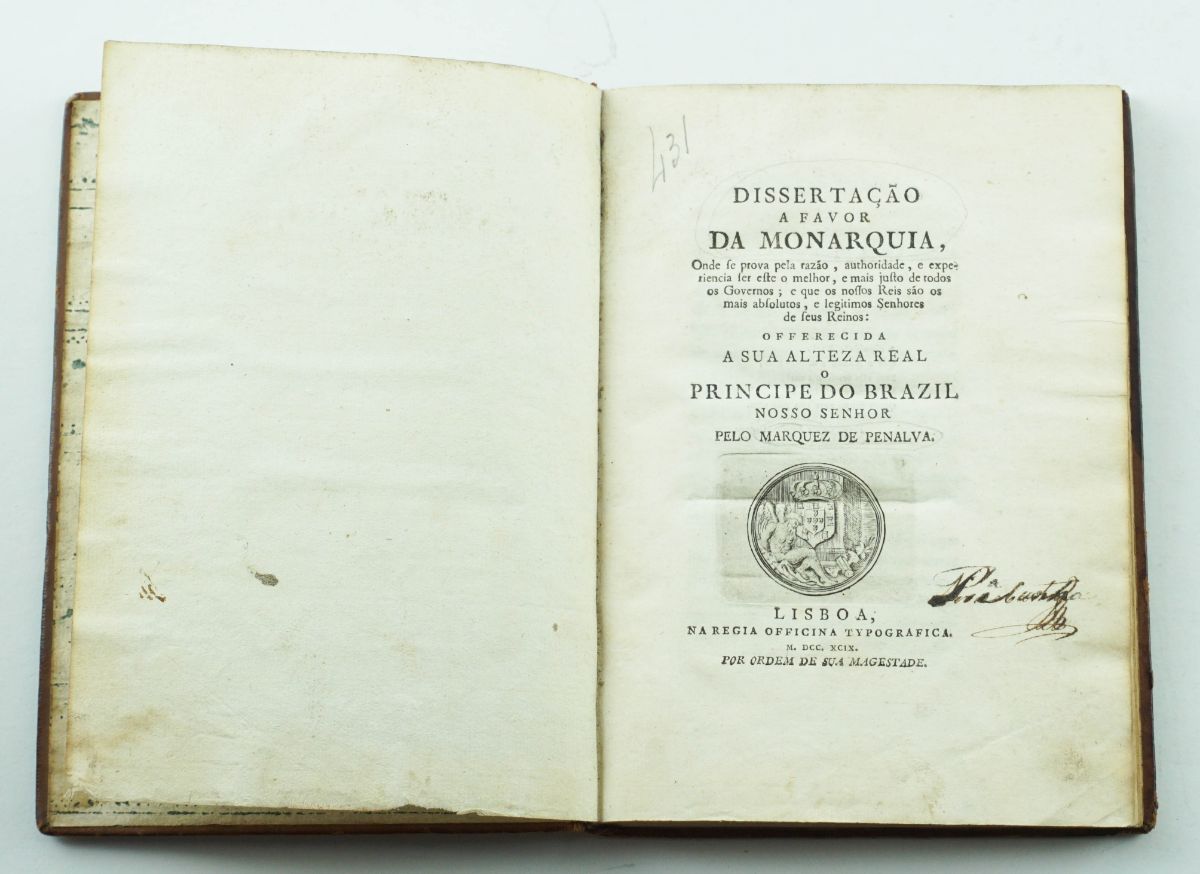 431
DISSERTAÇÃO
A FAVOR
DA MONARQUIA,
Onde ſe prova pela razão, authoridade, e expe-
riencia ſer eſte o melhor, e mais juſto de todos
os Governos; e que os noſſos Reis são os
mais abſolutos, e legitimos Senhores
de ſeus Reinos:
OFFERECIDA
A SUA ALTEZA REAL
O
PRINCIPE DO BRAZIL
NOSSO SENHOR
PELO MARQUEZ DE PENALVA.
LISBOA,
NA REGIA OFFICINA TYPOGRAFICA.
M. DCC. XCIX.
POR ORDEM DE SUA MAGESTADE.